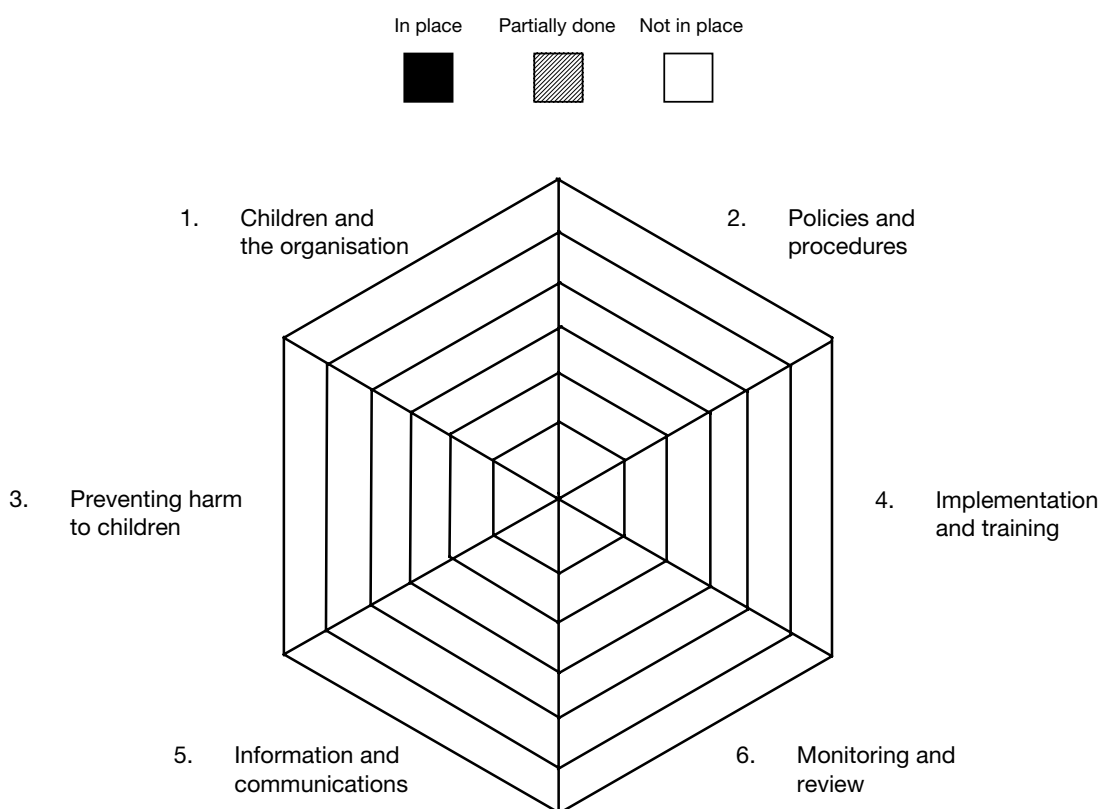 In place Partially done Not in place
1. Children and
the organisation
2. Policies and
procedures
3. Preventing harm
to children
4. Implementation
and training
5. Information and
communications
6. Monitoring and
review